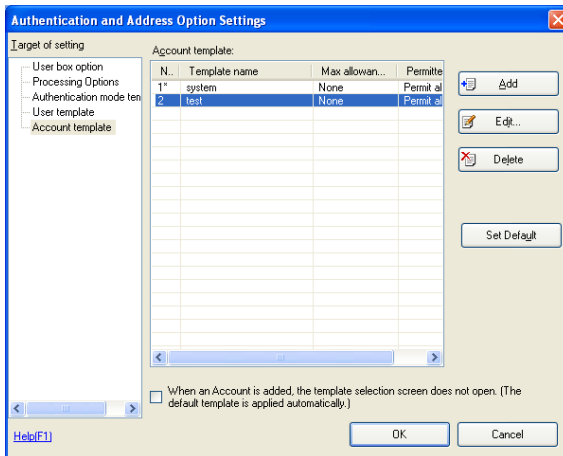 Authentication and Address Option Settings
Target of setting
User box option
Processing Options
Authentication mode ten
User template
Account template
Account template:
N.. Template name Max allowan... Permitte
1* system None Permit al
2 test None Permit al
Add
Edit...
Delete
Set Default
When an Account is added, the template selection screen does not open. (The
default template is applied automatically.)
Help(F1)
OK
Cancel